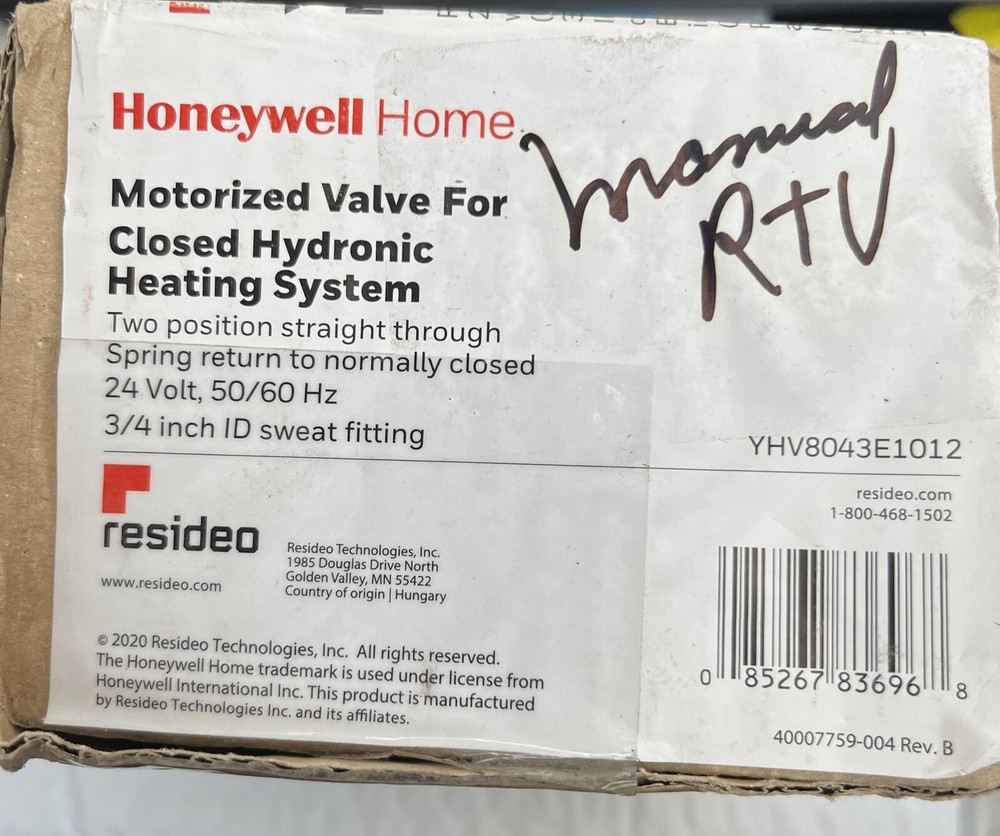 Honeywell Home
Manual
RTV
Motorized Valve For
Closed Hydronic
Heating System
Two position straight through
Spring return to normally closed
24 Volt, 50/60 Hz
3/4 inch ID sweat fitting
YHV8043E1012
resideo.com
1-800-468-1502
resideo
www.resideo.com
Resideo Technologies, Inc.
1985 Douglas Drive North
Golden Valley, MN 55422
Country of origin | Hungary
© 2020 Resideo Technologies, Inc. All rights reserved.
The Honeywell Home trademark is used under license from
Honeywell International Inc. This product is manufactured
by Resideo Technologies Inc. and its affiliates.
0 85267 83696 8
40007759-004 Rev. B